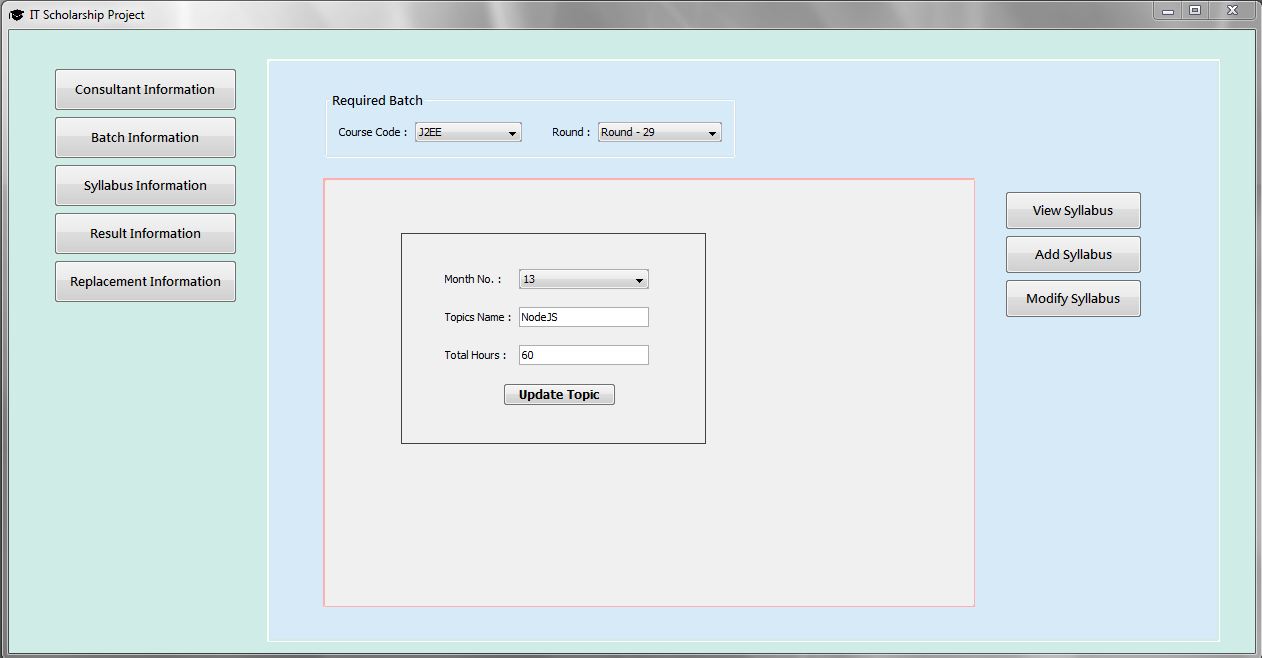 IT Scholarship Project
Consultant Information
Batch Information
Syllabus Information
Result Information
Replacement Information
Required Batch
Course Code : J2EE Round : Round - 29
Month No. : 13
Topics Name : NodeJS
Total Hours : 60
Update Topic
View Syllabus
Add Syllabus
Modify Syllabus